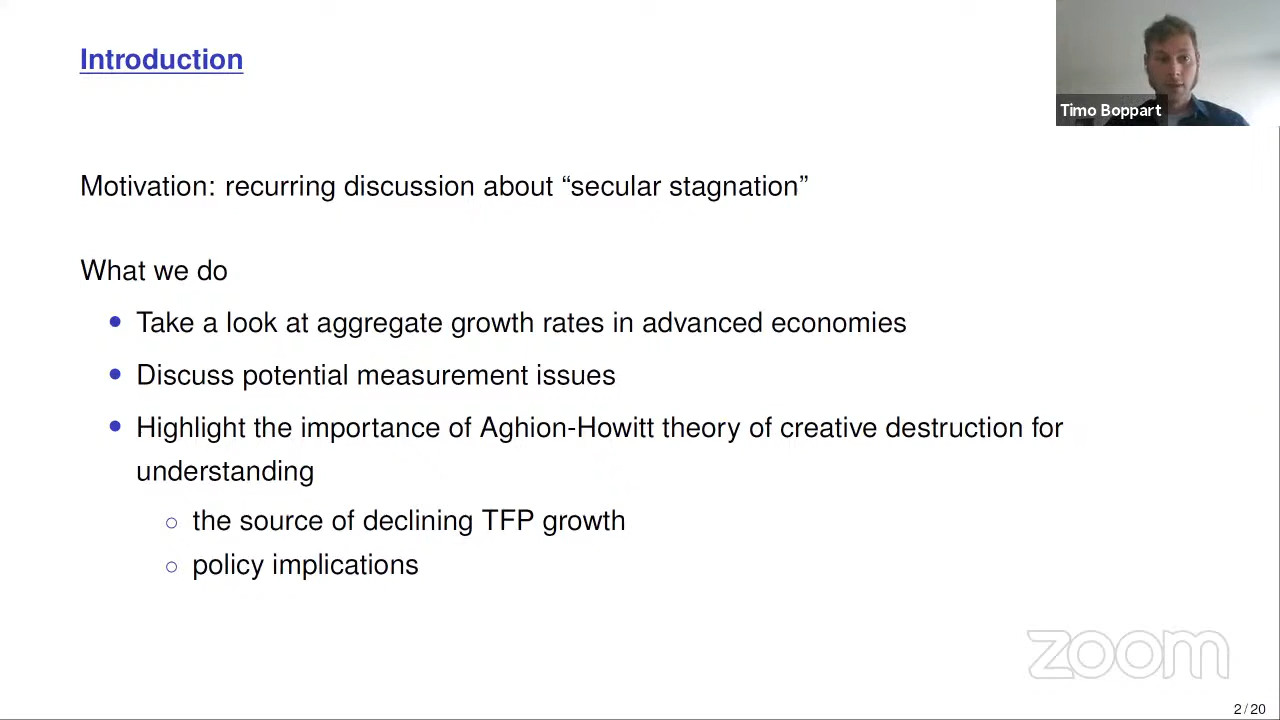 Introduction
Timo Boppart
Motivation: recurring discussion about “secular stagnation”
What we do
• Take a look at aggregate growth rates in advanced economies
• Discuss potential measurement issues
• Highlight the importance of Aghion-Howitt theory of creative destruction for
understanding
○ the source of declining TFP growth
○ policy implications
zoom
2 / 20